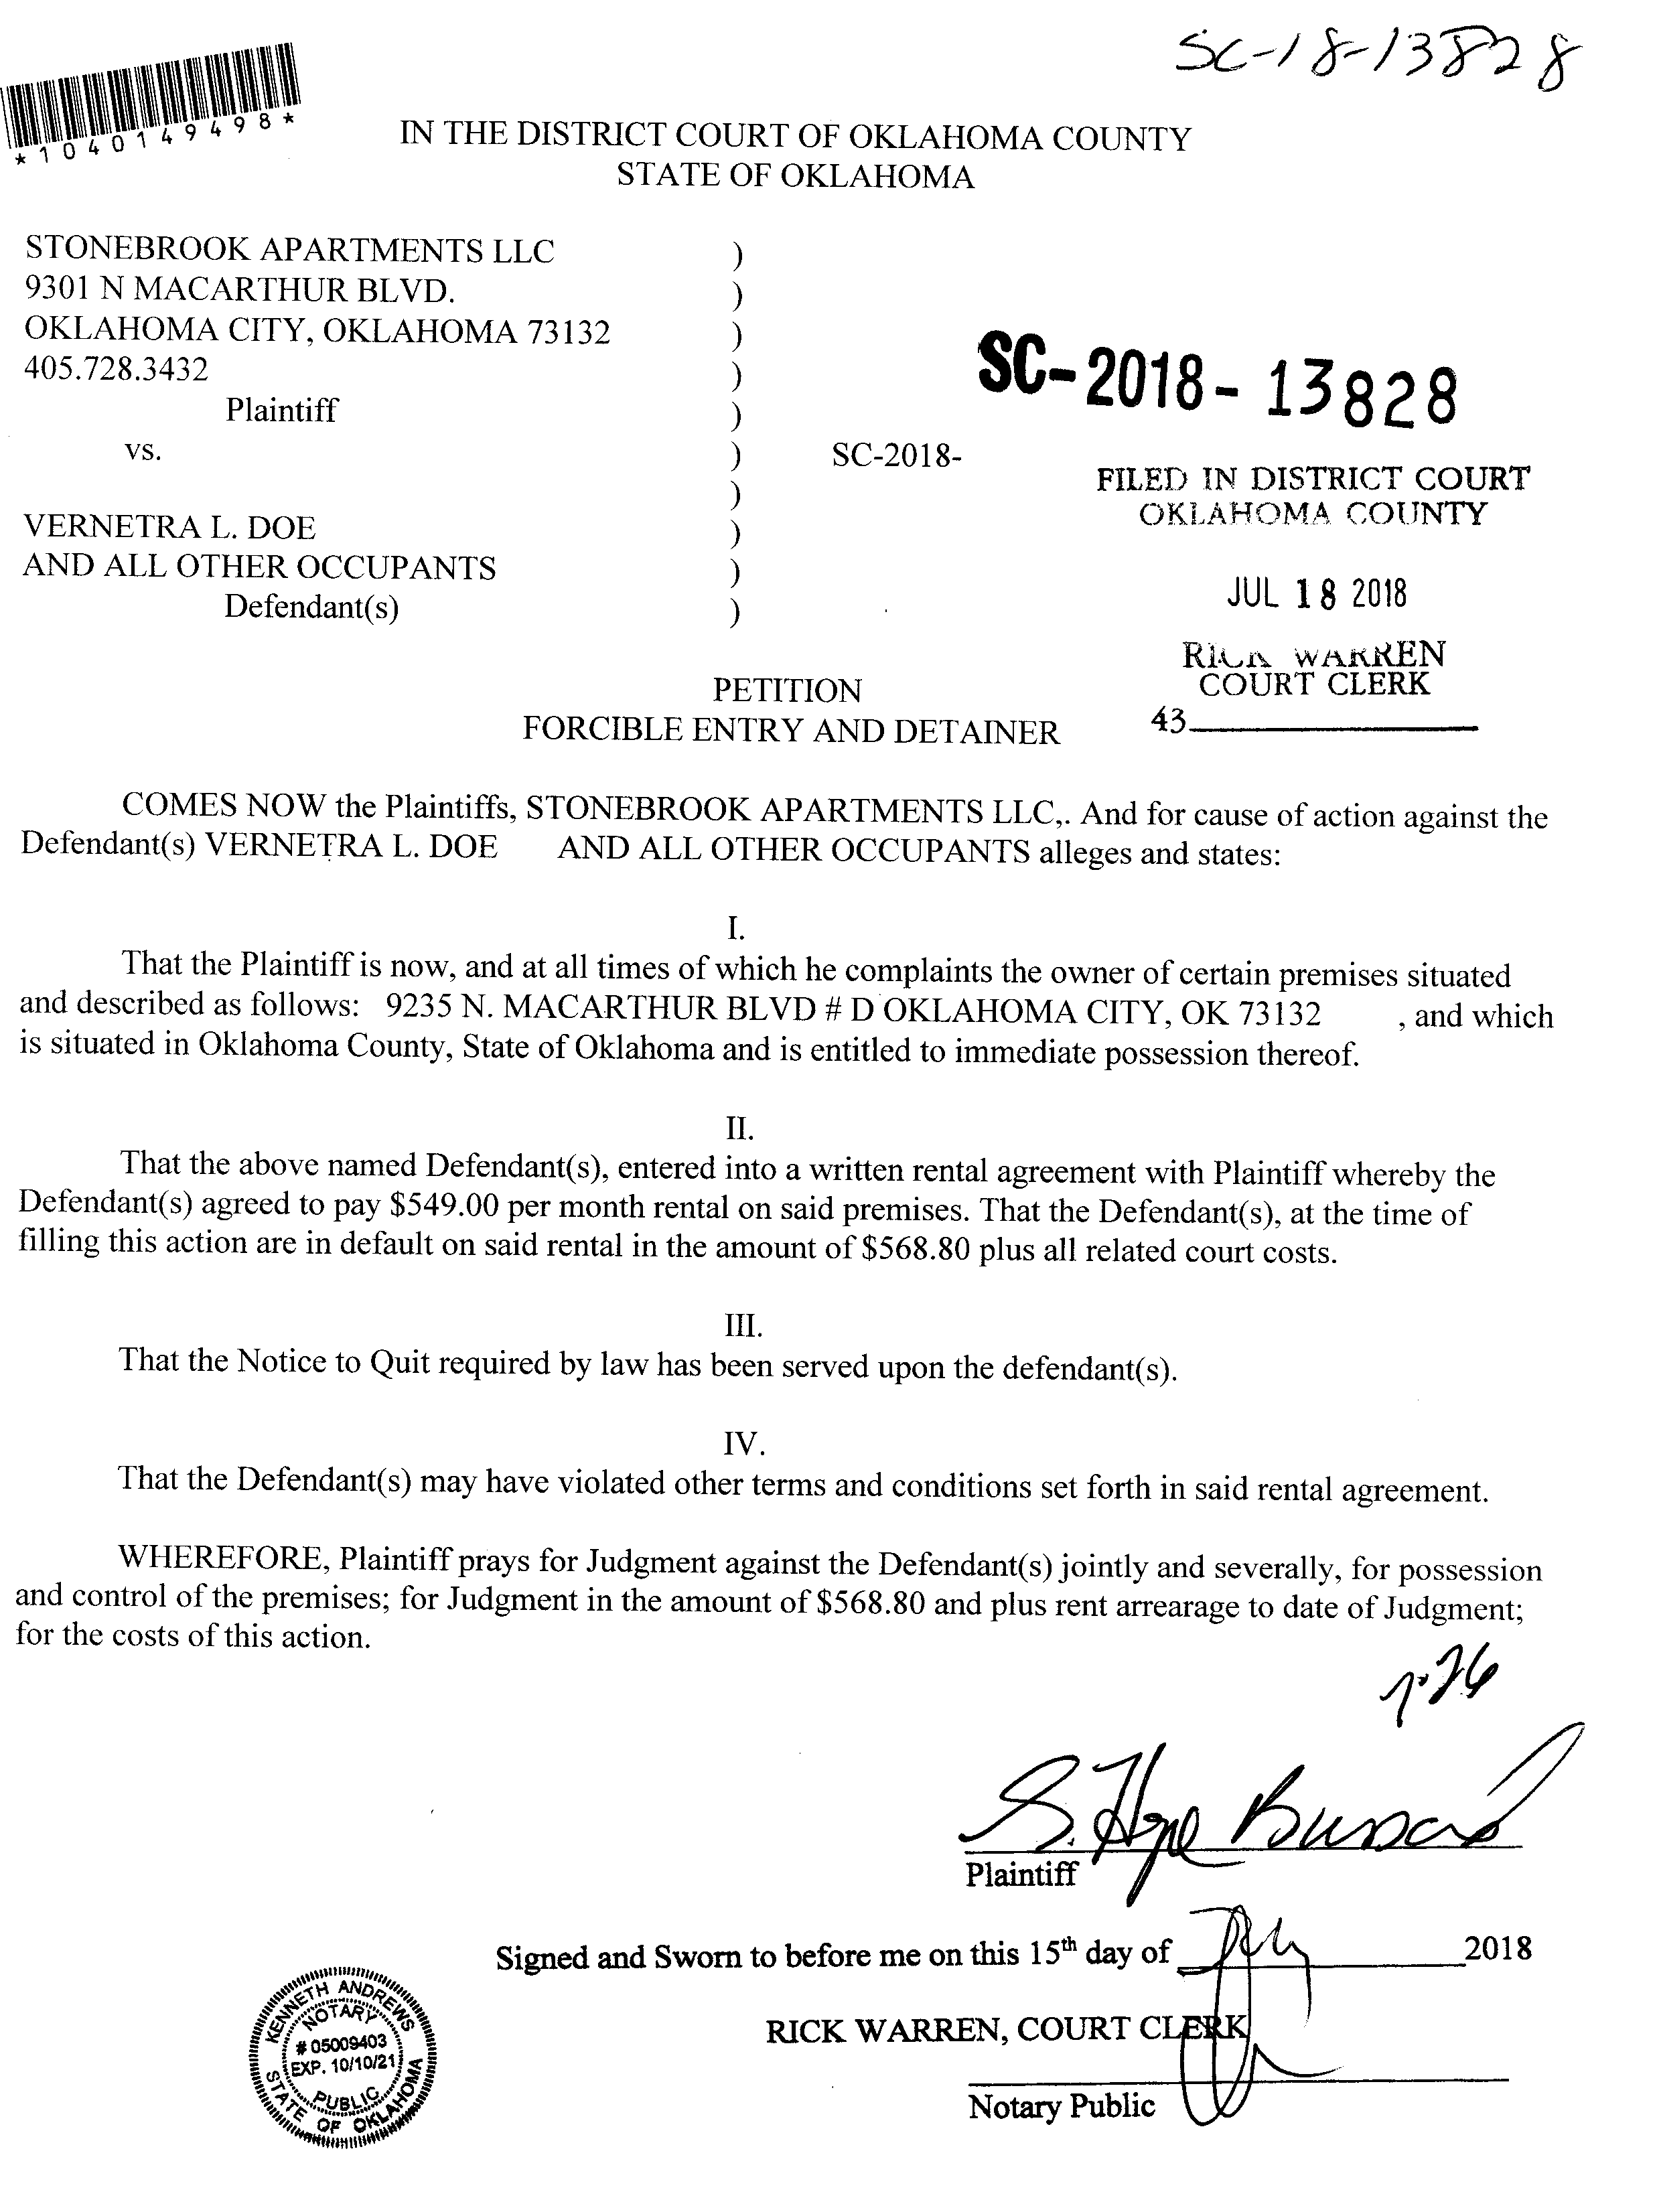 SC-18-13828
*1040149498*
IN THE DISTRICT COURT OF OKLAHOMA COUNTY
STATE OF OKLAHOMA
STONEBROOK APARTMENTS LLC )
9301 N MACARTHUR BLVD. )
OKLAHOMA CITY, OKLAHOMA 73132 )
405.728.3432 )
Plaintiff )
SC-2018-13828
vs. ) SC-2018-
)
FILED IN DISTRICT COURT
OKLAHOMA COUNTY
VERNETRA L. DOE )
AND ALL OTHER OCCUPANTS )
Defendant(s) )
JUL 18 2018
RICK WARREN
COURT CLERK
43
PETITION
FORCIBLE ENTRY AND DETAINER
COMES NOW the Plaintiffs, STONEBROOK APARTMENTS LLC,. And for cause of action against the
Defendant(s) VERNETRA L. DOE AND ALL OTHER OCCUPANTS alleges and states:
I.
That the Plaintiff is now, and at all times of which he complaints the owner of certain premises situated
and described as follows: 9235 N. MACARTHUR BLVD # D OKLAHOMA CITY, OK 73132 , and which
is situated in Oklahoma County, State of Oklahoma and is entitled to immediate possession thereof.
II.
That the above named Defendant(s), entered into a written rental agreement with Plaintiff whereby the
Defendant(s) agreed to pay $549.00 per month rental on said premises. That the Defendant(s), at the time of
filling this action are in default on said rental in the amount of $568.80 plus all related court costs.
III.
That the Notice to Quit required by law has been served upon the defendant(s).
IV.
That the Defendant(s) may have violated other terms and conditions set forth in said rental agreement.
WHEREFORE, Plaintiff prays for Judgment against the Defendant(s) jointly and severally, for possession
and control of the premises; for Judgment in the amount of $568.80 and plus rent arrearage to date of Judgment;
for the costs of this action.
7-26
S. Hope Bussard
Plaintiff
Signed and Sworn to before me on this 15th day of July 2018
RICK WARREN, COURT CLERK
Notary Public
KENNETH ANDREWS
NOTARY
# 05009403
EXP. 10/10/21
PUBLIC
STATE OF OKLAHOMA